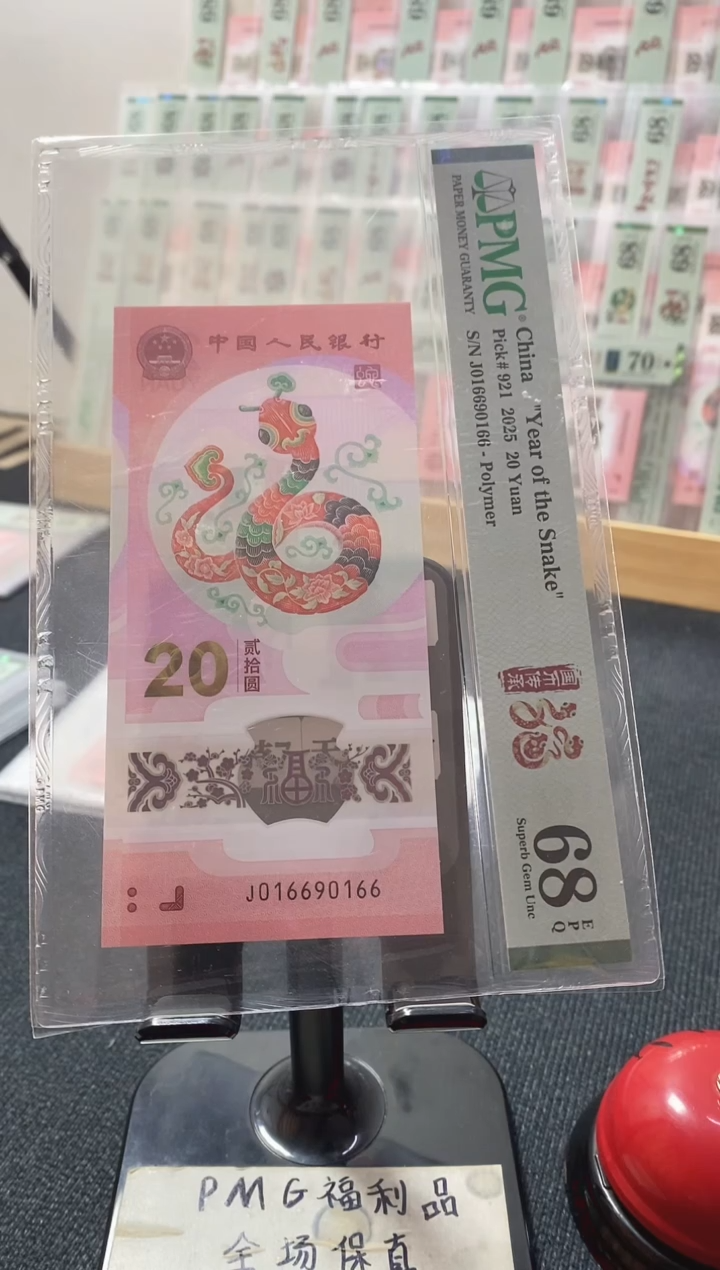 中国人民银行
20
贰拾圆
福
J016690166
PMG®
PAPER MONEY GUARANTY
China "Year of the Snake"
Pick# 921 2025 20 Yuan
S/N J016690166 - Polymer
68 EPQ
Superb Gem Unc
70
PMG福利品
全场保真